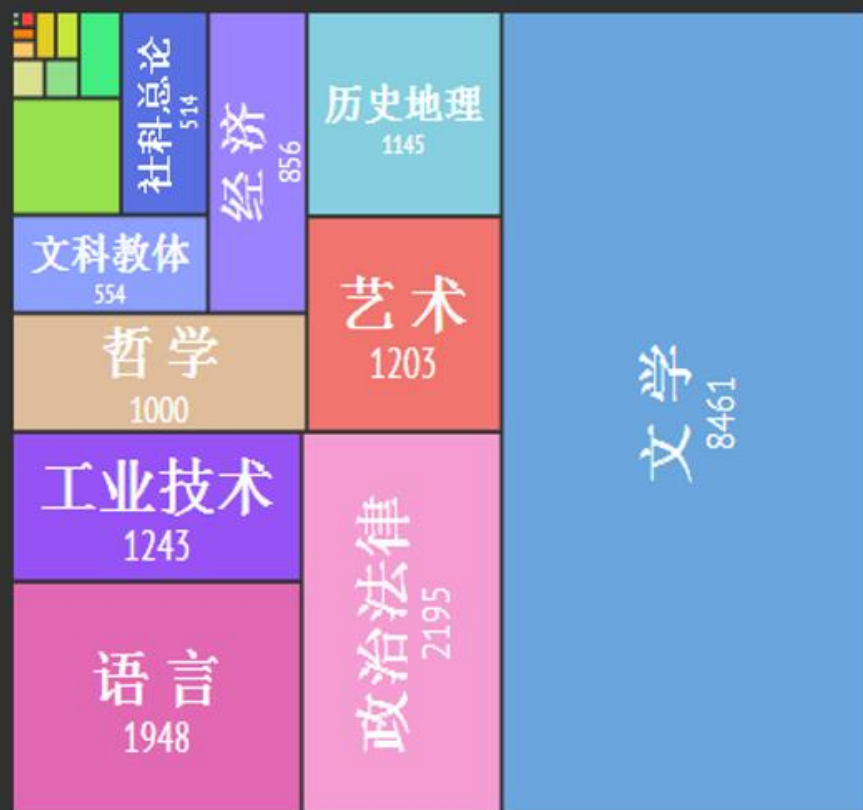 社科总论
514
经济
856
历史地理
1145
文科教体
554
艺术
1203
哲学
1000
文学
8461
工业技术
1243
政治法律
2195
语言
1948